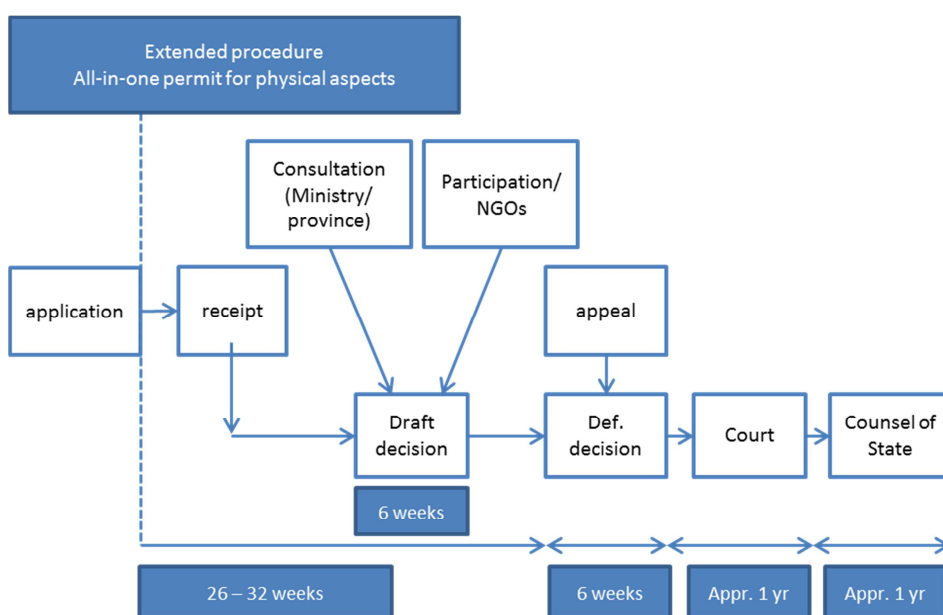 Extended procedure
All-in-one permit for physical aspects
Consultation
(Ministry/
province)
Participation/
NGOs
application
receipt
appeal
Draft
decision
Def.
decision
Court
Counsel of
State
6 weeks
26 – 32 weeks
6 weeks
Appr. 1 yr
Appr. 1 yr